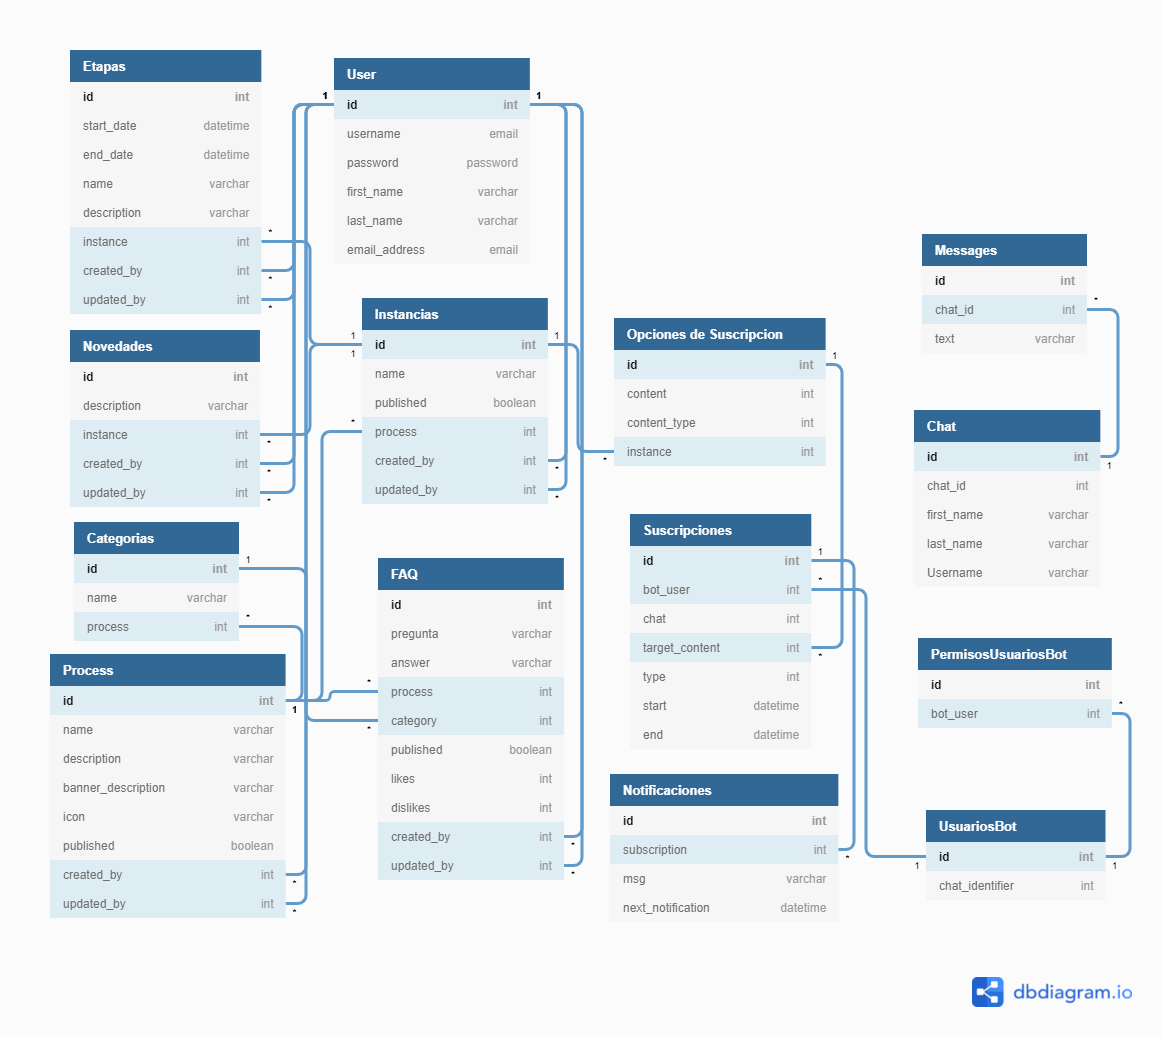 Etapas
id int
start_date datetime
end_date datetime
name varchar
description varchar
instance int *
created_by int *
updated_by int *
Novedades
id int
description varchar
instance int *
created_by int *
updated_by int *
Categorias
id int 1
name varchar
process int *
Process
id int 1
name varchar
description varchar
banner_description varchar
icon varchar
published boolean
created_by int *
updated_by int *
User
1 id int 1
username email
password password
first_name varchar
last_name varchar
email_address email
Instancias
1 id int 1
1
name varchar
published boolean
* process int
created_by int *
updated_by int *
FAQ
id int
pregunta varchar
answer varchar
* process int
* category int
published boolean
likes int
dislikes int
created_by int *
updated_by int *
Opciones de Suscripcion
id int 1
content int
content_type int
* instance int
Suscripciones
id int 1
bot_user int *
chat int
target_content int *
type int
start datetime
end datetime
Notificaciones
id int
subscription int *
msg varchar
next_notification datetime
Messages
id int
chat_id int *
text varchar
Chat
id int 1
chat_id int
first_name varchar
last_name varchar
Username varchar
PermisosUsuariosBot
id int
bot_user int *
UsuariosBot
1 id int 1
chat_identifier int
dbdiagram.io